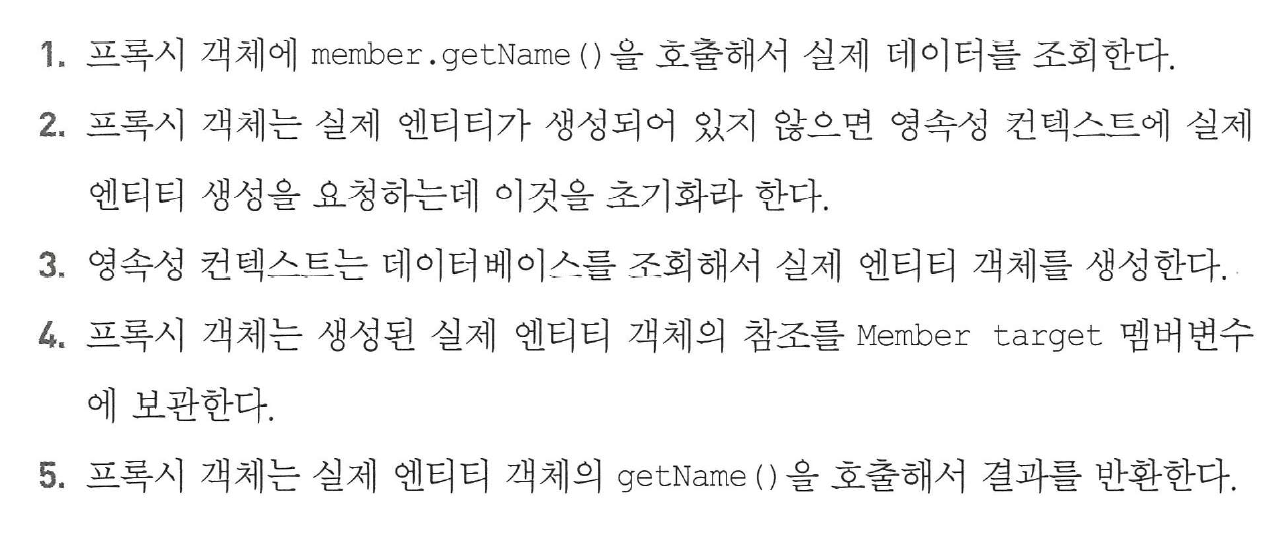 1. 프록시 객체에 member.getName()을 호출해서 실제 데이터를 조회한다.
2. 프록시 객체는 실제 엔티티가 생성되어 있지 않으면 영속성 컨텍스트에 실제
엔티티 생성을 요청하는데 이것을 초기화라 한다.
3. 영속성 컨텍스트는 데이터베이스를 조회해서 실제 엔티티 객체를 생성한다.
4. 프록시 객체는 생성된 실제 엔티티 객체의 참조를 Member target 멤버변수
에 보관한다.
5. 프록시 객체는 실제 엔티티 객체의 getName()을 호출해서 결과를 반환한다.